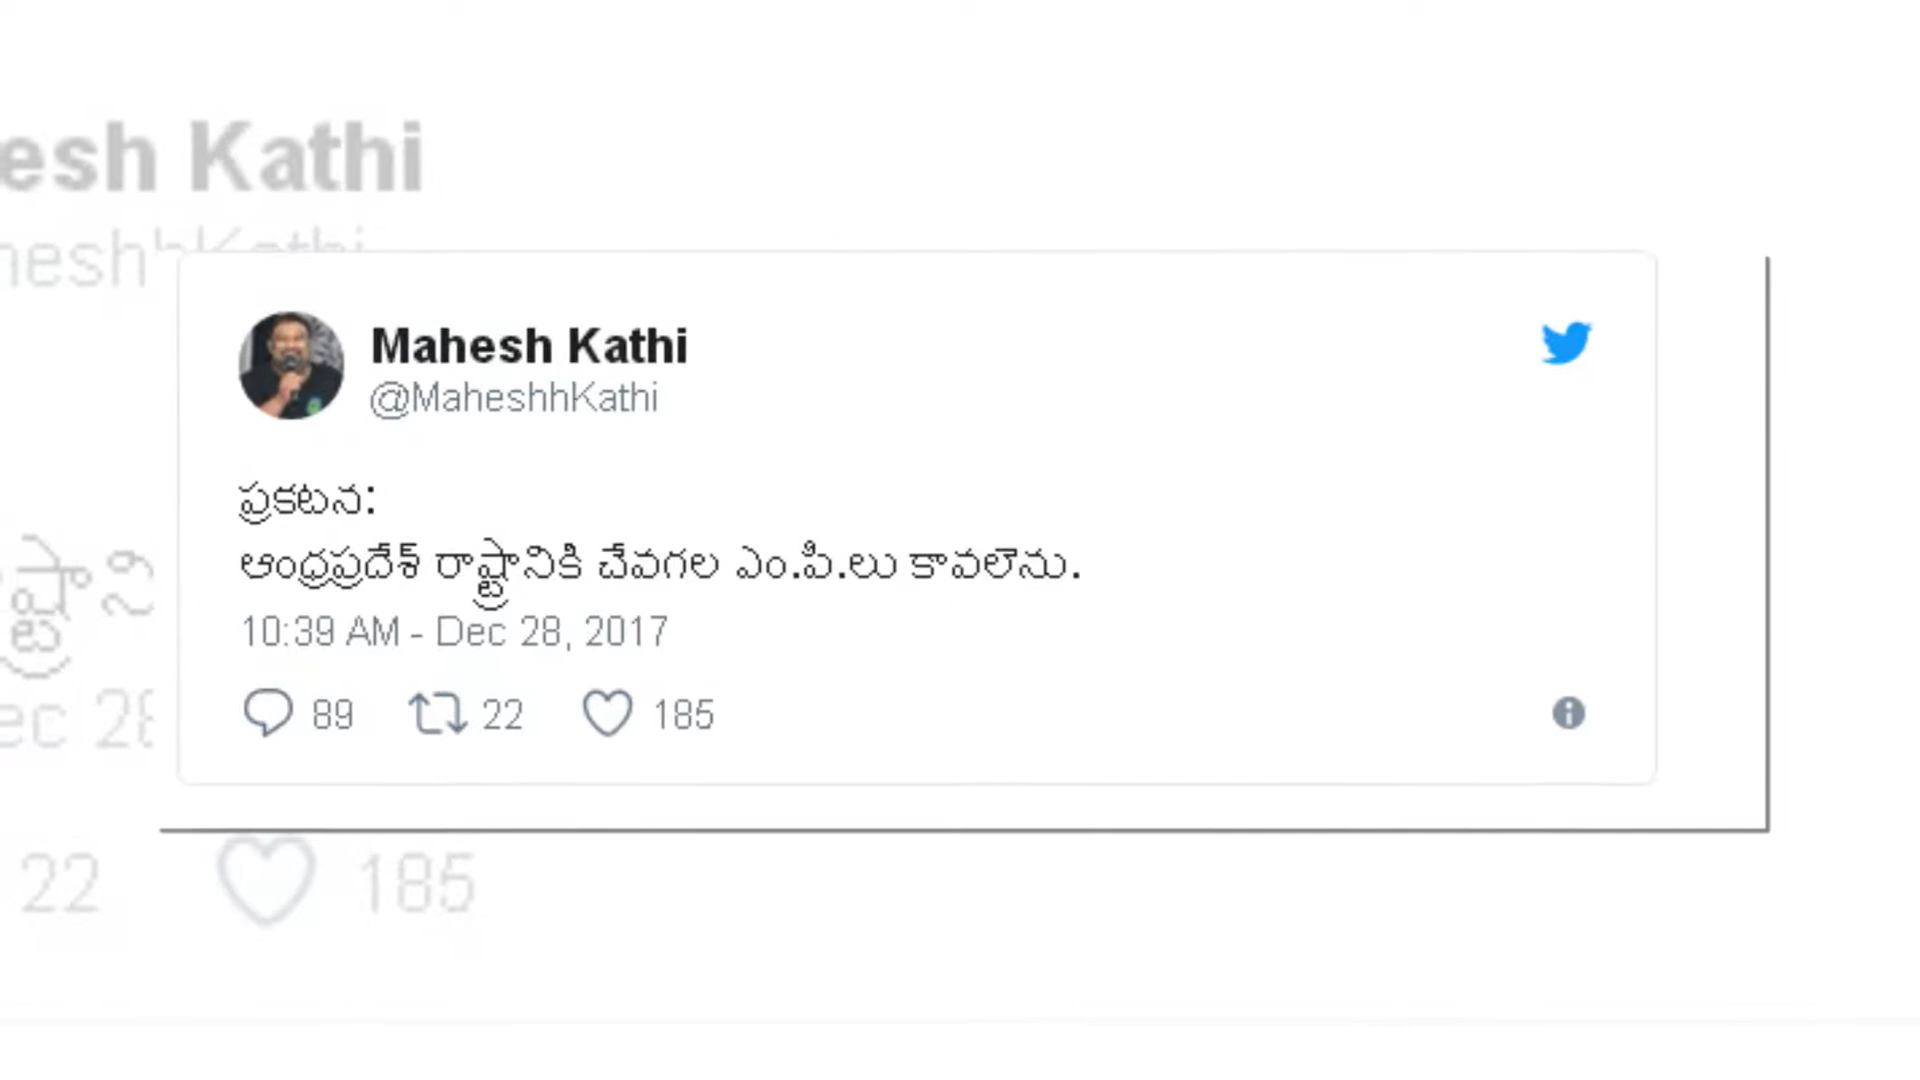 esh Kathi
Mahesh Kathi
@MaheshhKathi
ప్రకటన:
ఆంధ్రప్రదేశ్ రాష్ట్రానికి చేవగల ఎం.పి.లు కావలెను.
10:39 AM - Dec 28, 2017
89 22 185
22 185